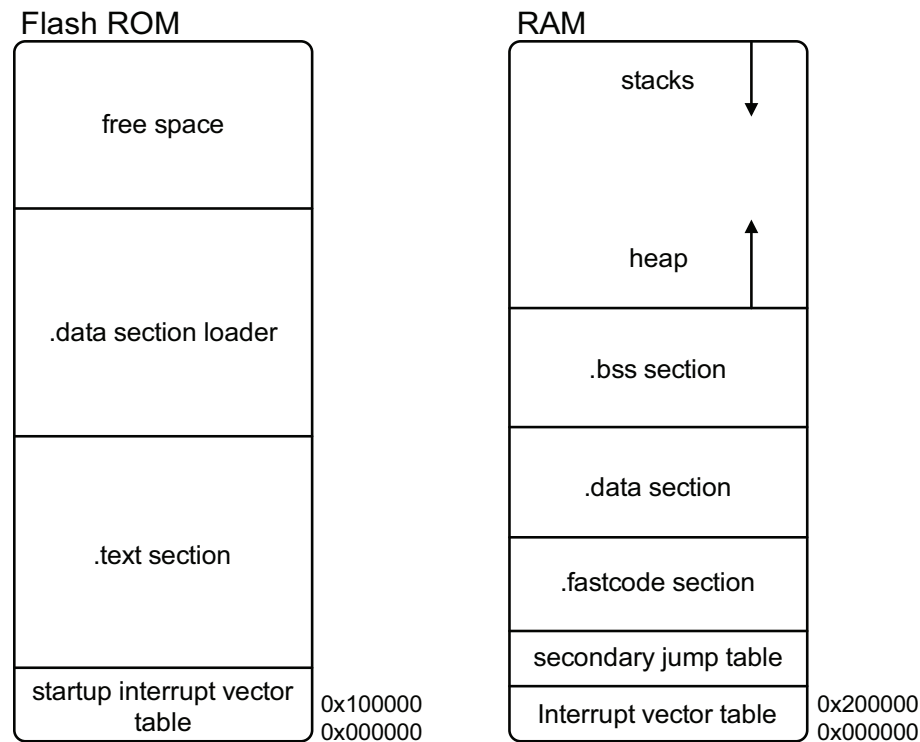 Flash ROM
free space
.data section loader
.text section
startup interrupt vector
table
0x100000
0x000000
RAM
stacks
heap
.bss section
.data section
.fastcode section
secondary jump table
Interrupt vector table
0x200000
0x000000